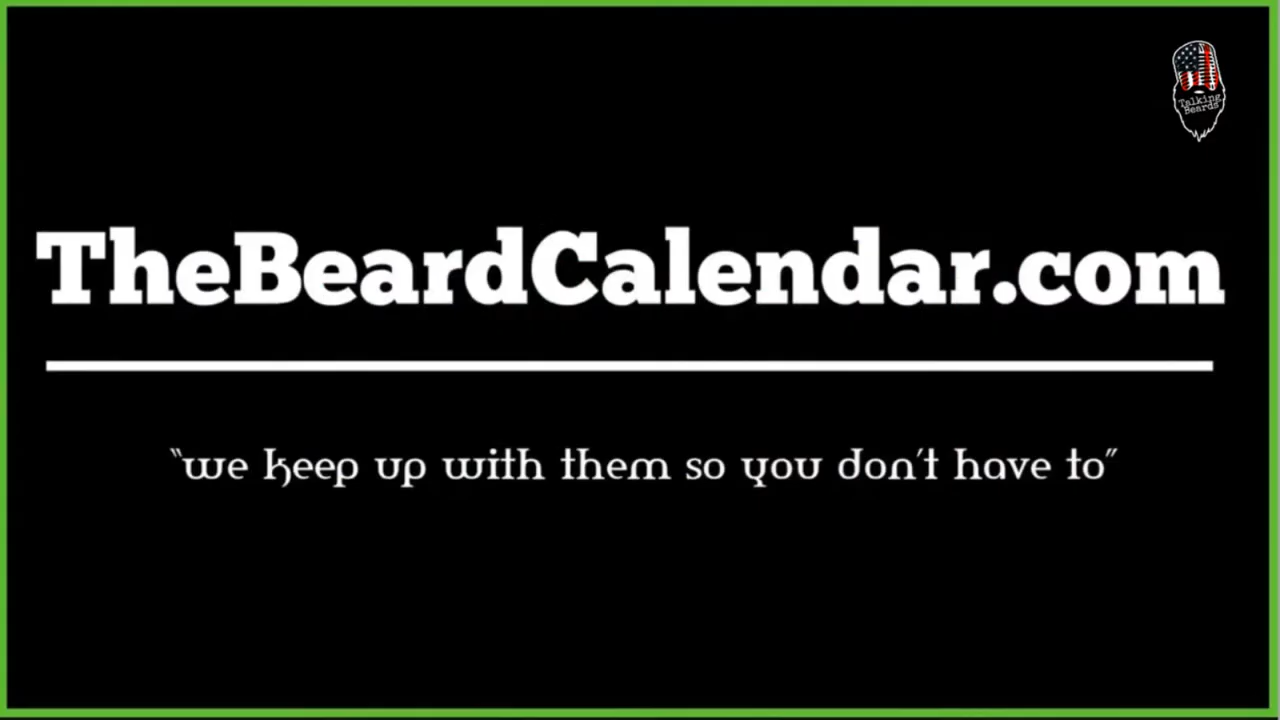 Talking
Beards
TheBeardCalendar.com
"we keep up with them so you don't have to"